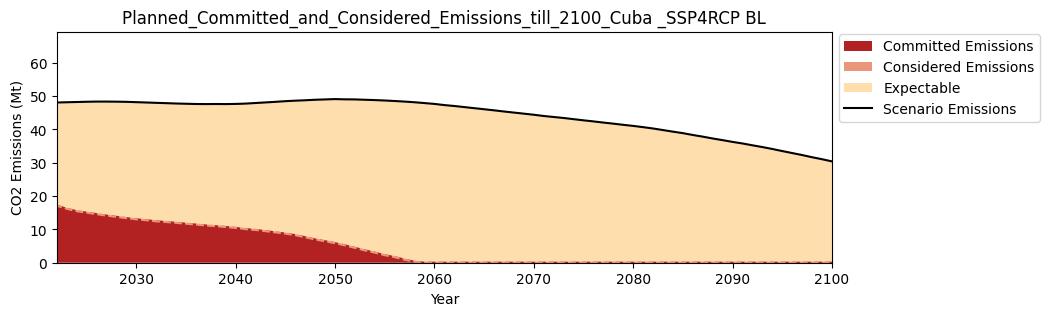 Planned_Committed_and_Considered_Emissions_till_2100_Cuba _SSP4RCP BL
CO2 Emissions (Mt)
60
50
40
30
20
10
0
2030 2040 2050 2060 2070 2080 2090 2100
Year
Committed Emissions
Considered Emissions
Expectable
Scenario Emissions